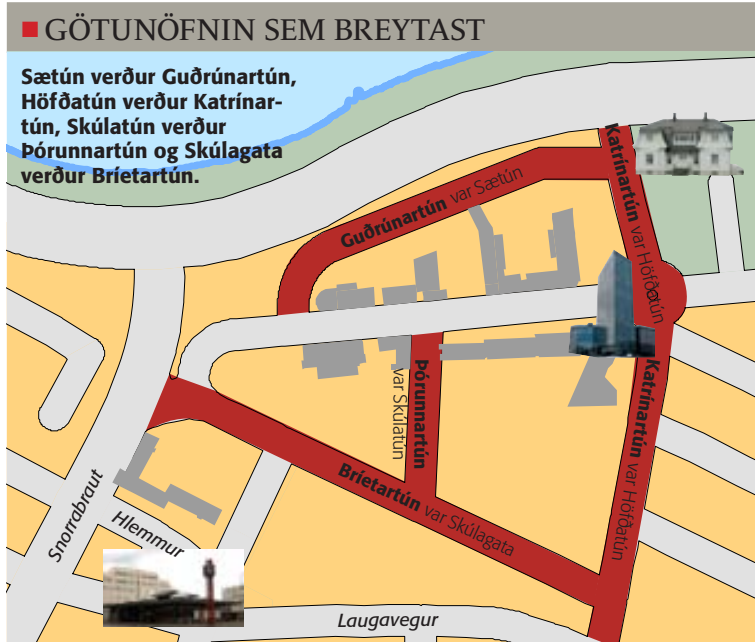 GÖTUNÖFNIN SEM BREYTAST
Sætún verður Guðrúnartún,
Höfðatún verður Katrínar-
tún, Skúlatún verður
Þórunnartún og Skúlagata
verður Bríetartún.
Katrínartún var Höfðatún
Guðrúnartún var Sætún
Þórunnartún
var Skúlatún
Katrínartún var Höfðatún
Bríetartún var Skúlagata
Snorrabraut
Hlemmur
Laugavegur